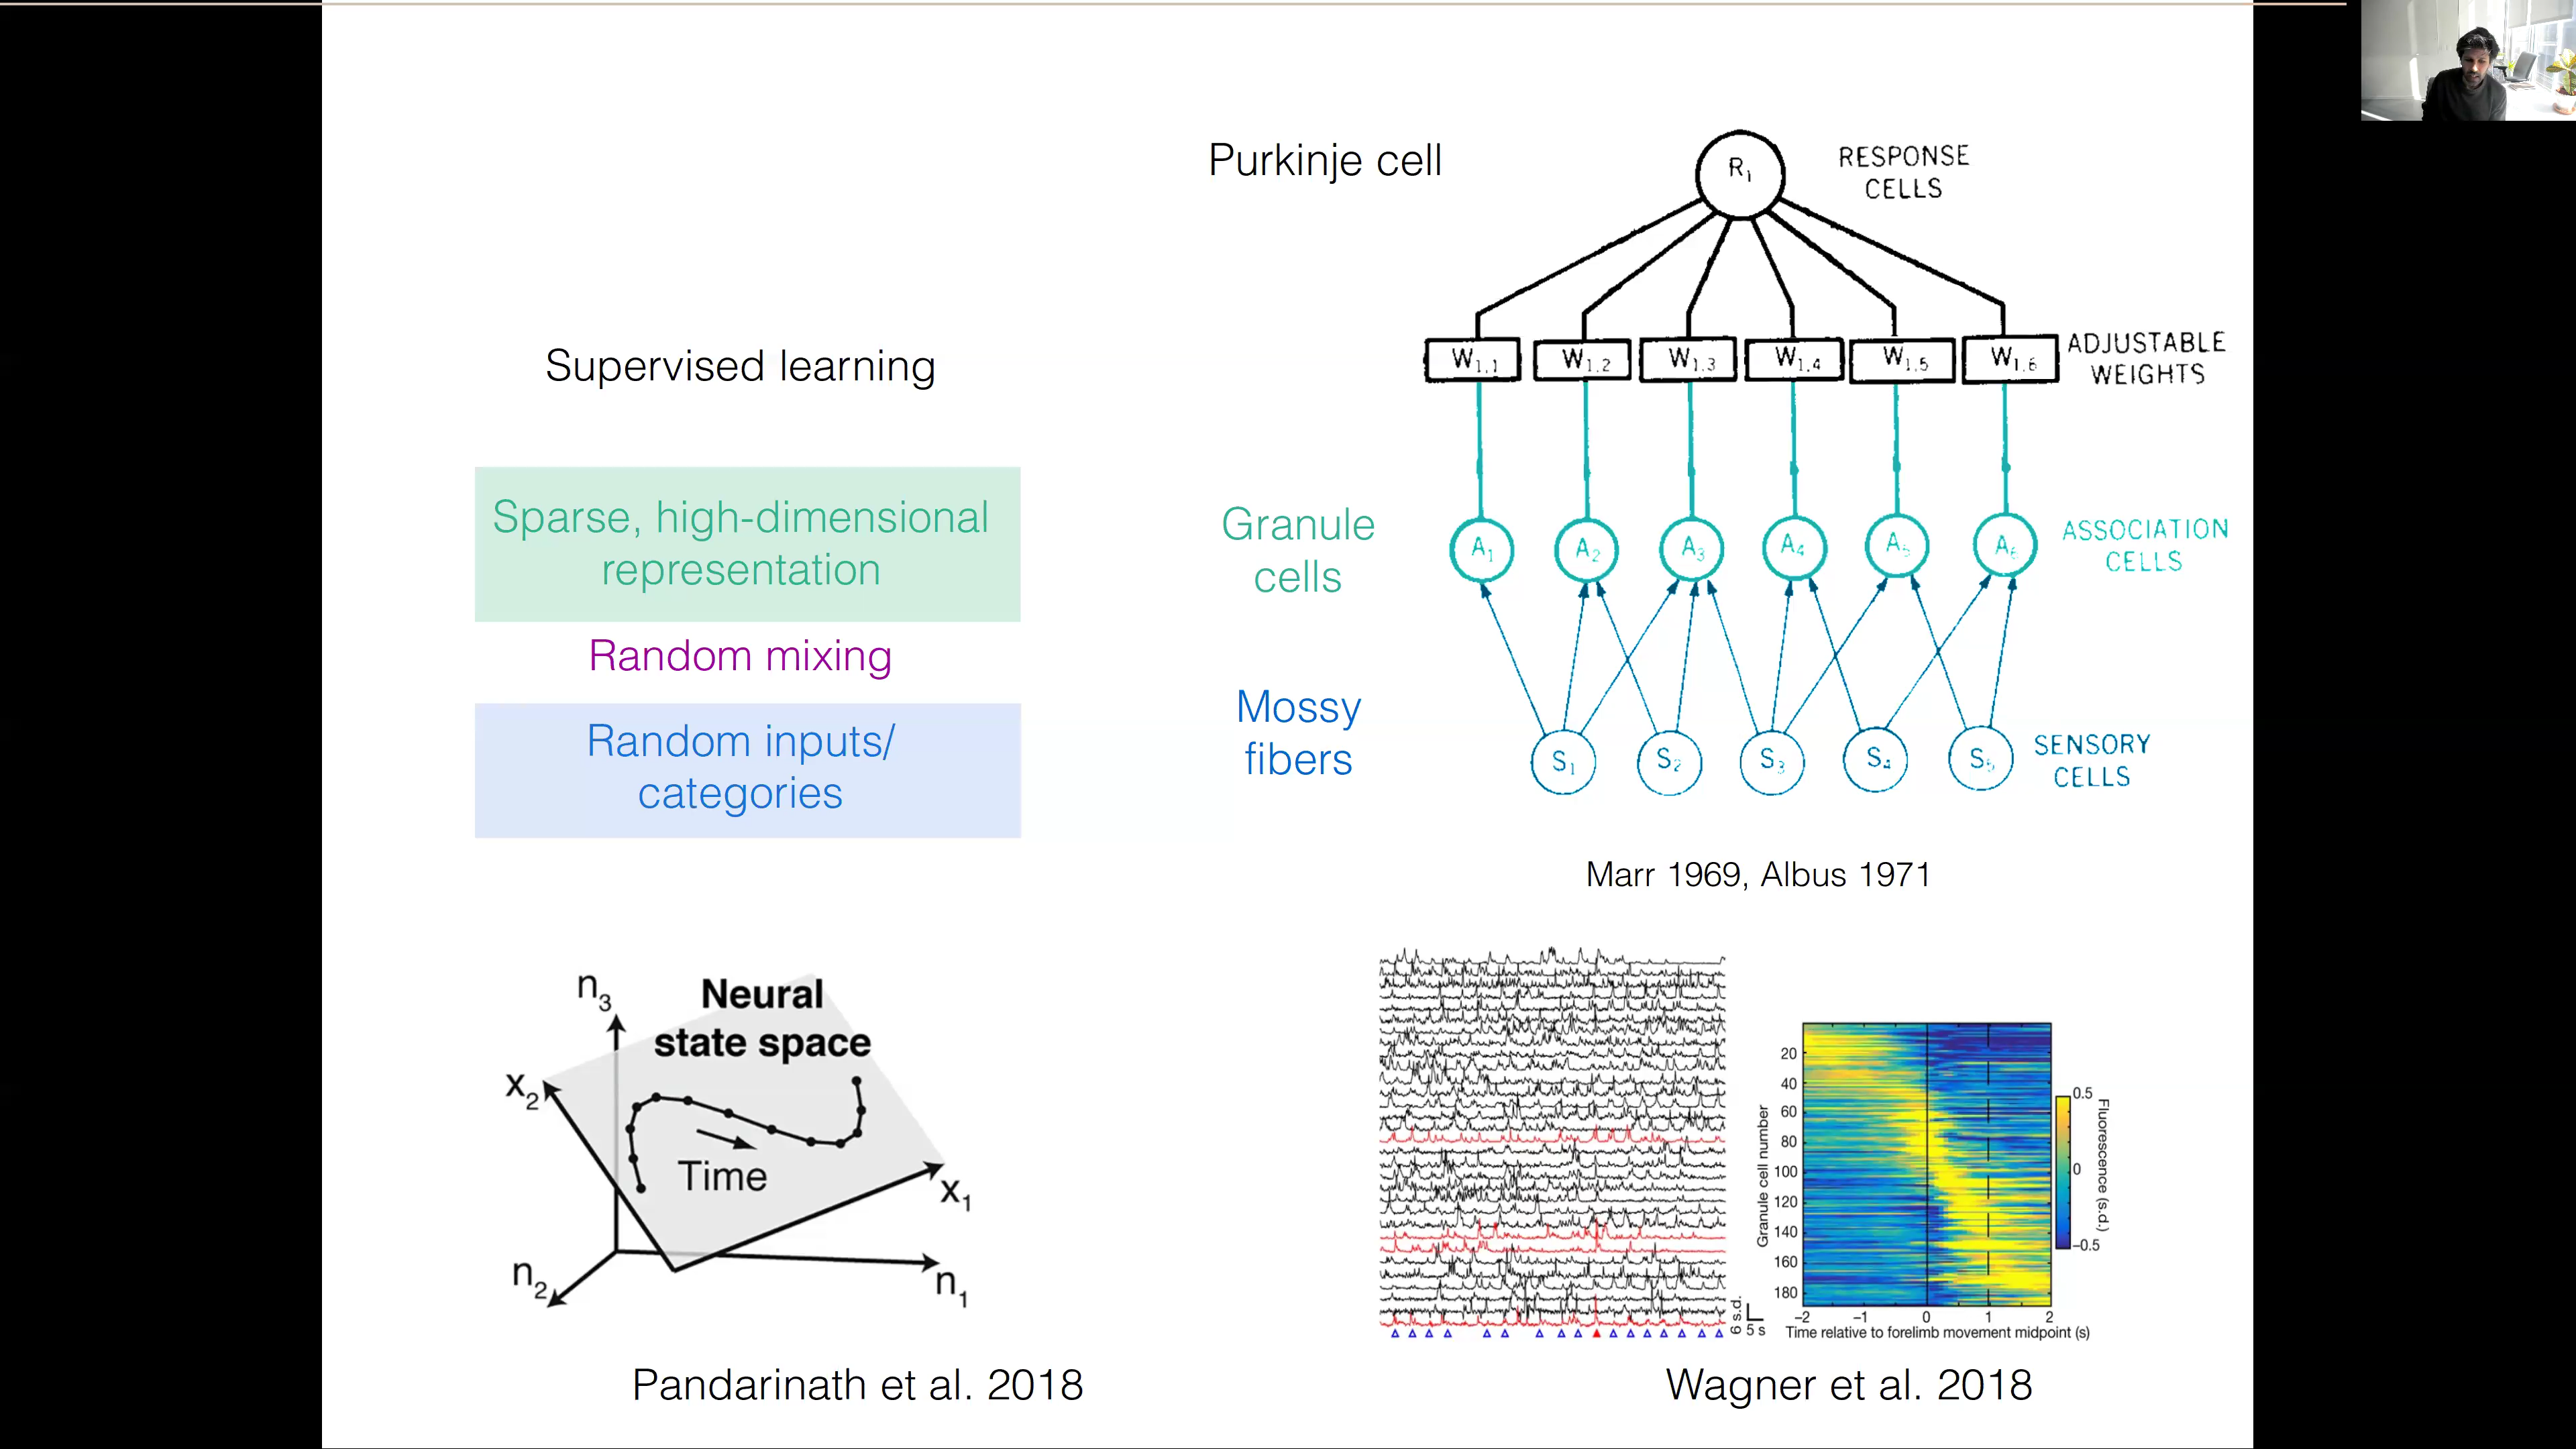 Purkinje cell
R1
RESPONSE
CELLS
Supervised learning
W1,1
W1,2
W1,3
W1,4
W1,5
W1,6
ADJUSTABLE
WEIGHTS
Sparse, high-dimensional
representation
Granule
cells
A1
A2
A3
A4
A5
A6
ASSOCIATION
CELLS
Random mixing
Random inputs/
categories
Mossy
fibers
S1
S2
S3
S4
S5
SENSORY
CELLS
Marr 1969, Albus 1971
Neural
state space
n3
x2
Time
x1
n2
n1
Pandarinath et al. 2018
6 s.d.
5 s
Granule cell number
20
40
60
80
100
120
140
160
180
-2
-1
0
1
2
Time relative to forelimb movement midpoint (s)
0.5
0
-0.5
Fluorescence (s.d.)
Wagner et al. 2018